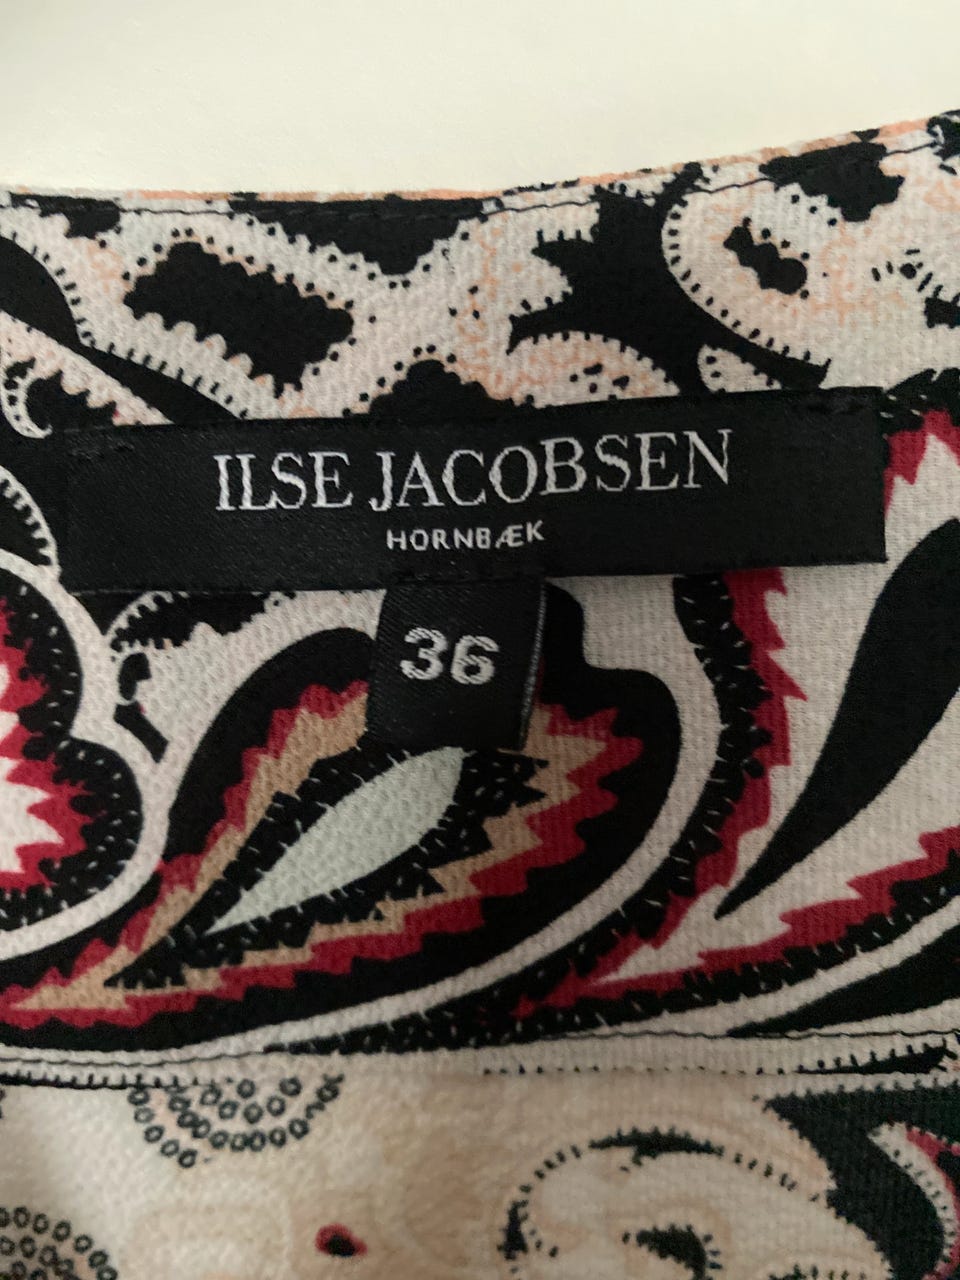 ILSE JACOBSEN
HORNBÆK
36